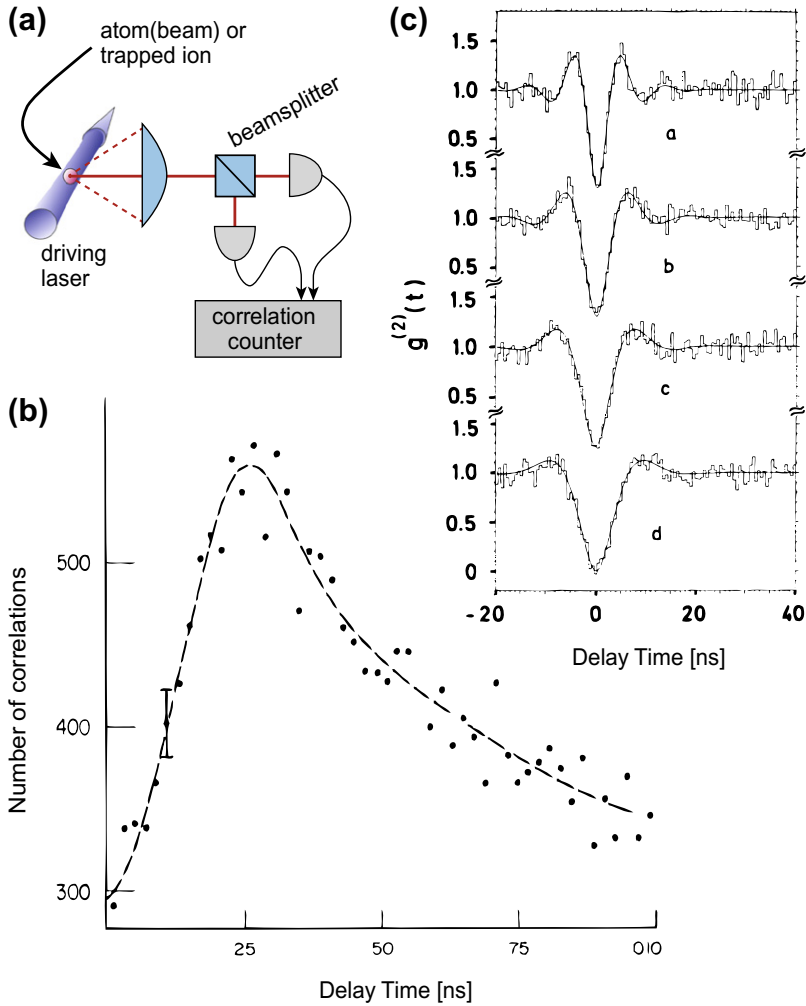 (a)
atom(beam) or
trapped ion
beamsplitter
driving
laser
correlation
counter
(b)
Number of correlations
500
400
300
25
50
75
010
Delay Time [ns]
(c)
g(2)(t)
1.5
1.0
0.5
a
1.5
1.0
0.5
b
1.5
1.0
0.5
c
1.5
1.0
0.5
0
d
-20
0
20
40
Delay Time [ns]